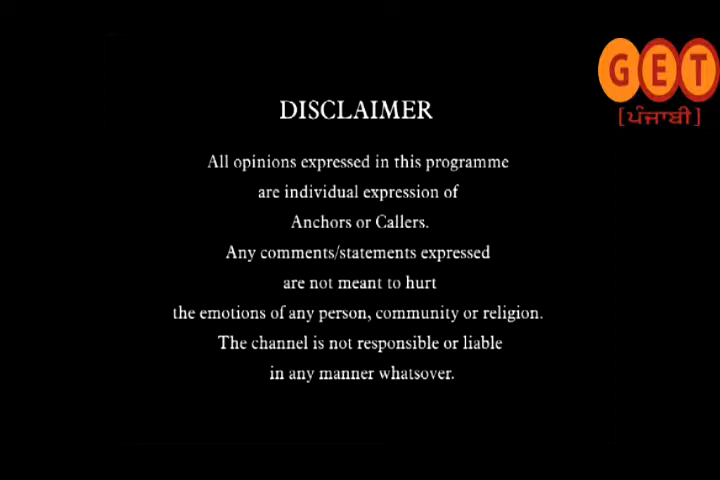 GET
[ਪੰਜਾਬੀ]
DISCLAIMER
All opinions expressed in this programme
are individual expression of
Anchors or Callers.
Any comments/statements expressed
are not meant to hurt
the emotions of any person, community or religion.
The channel is not responsible or liable
in any manner whatsover.